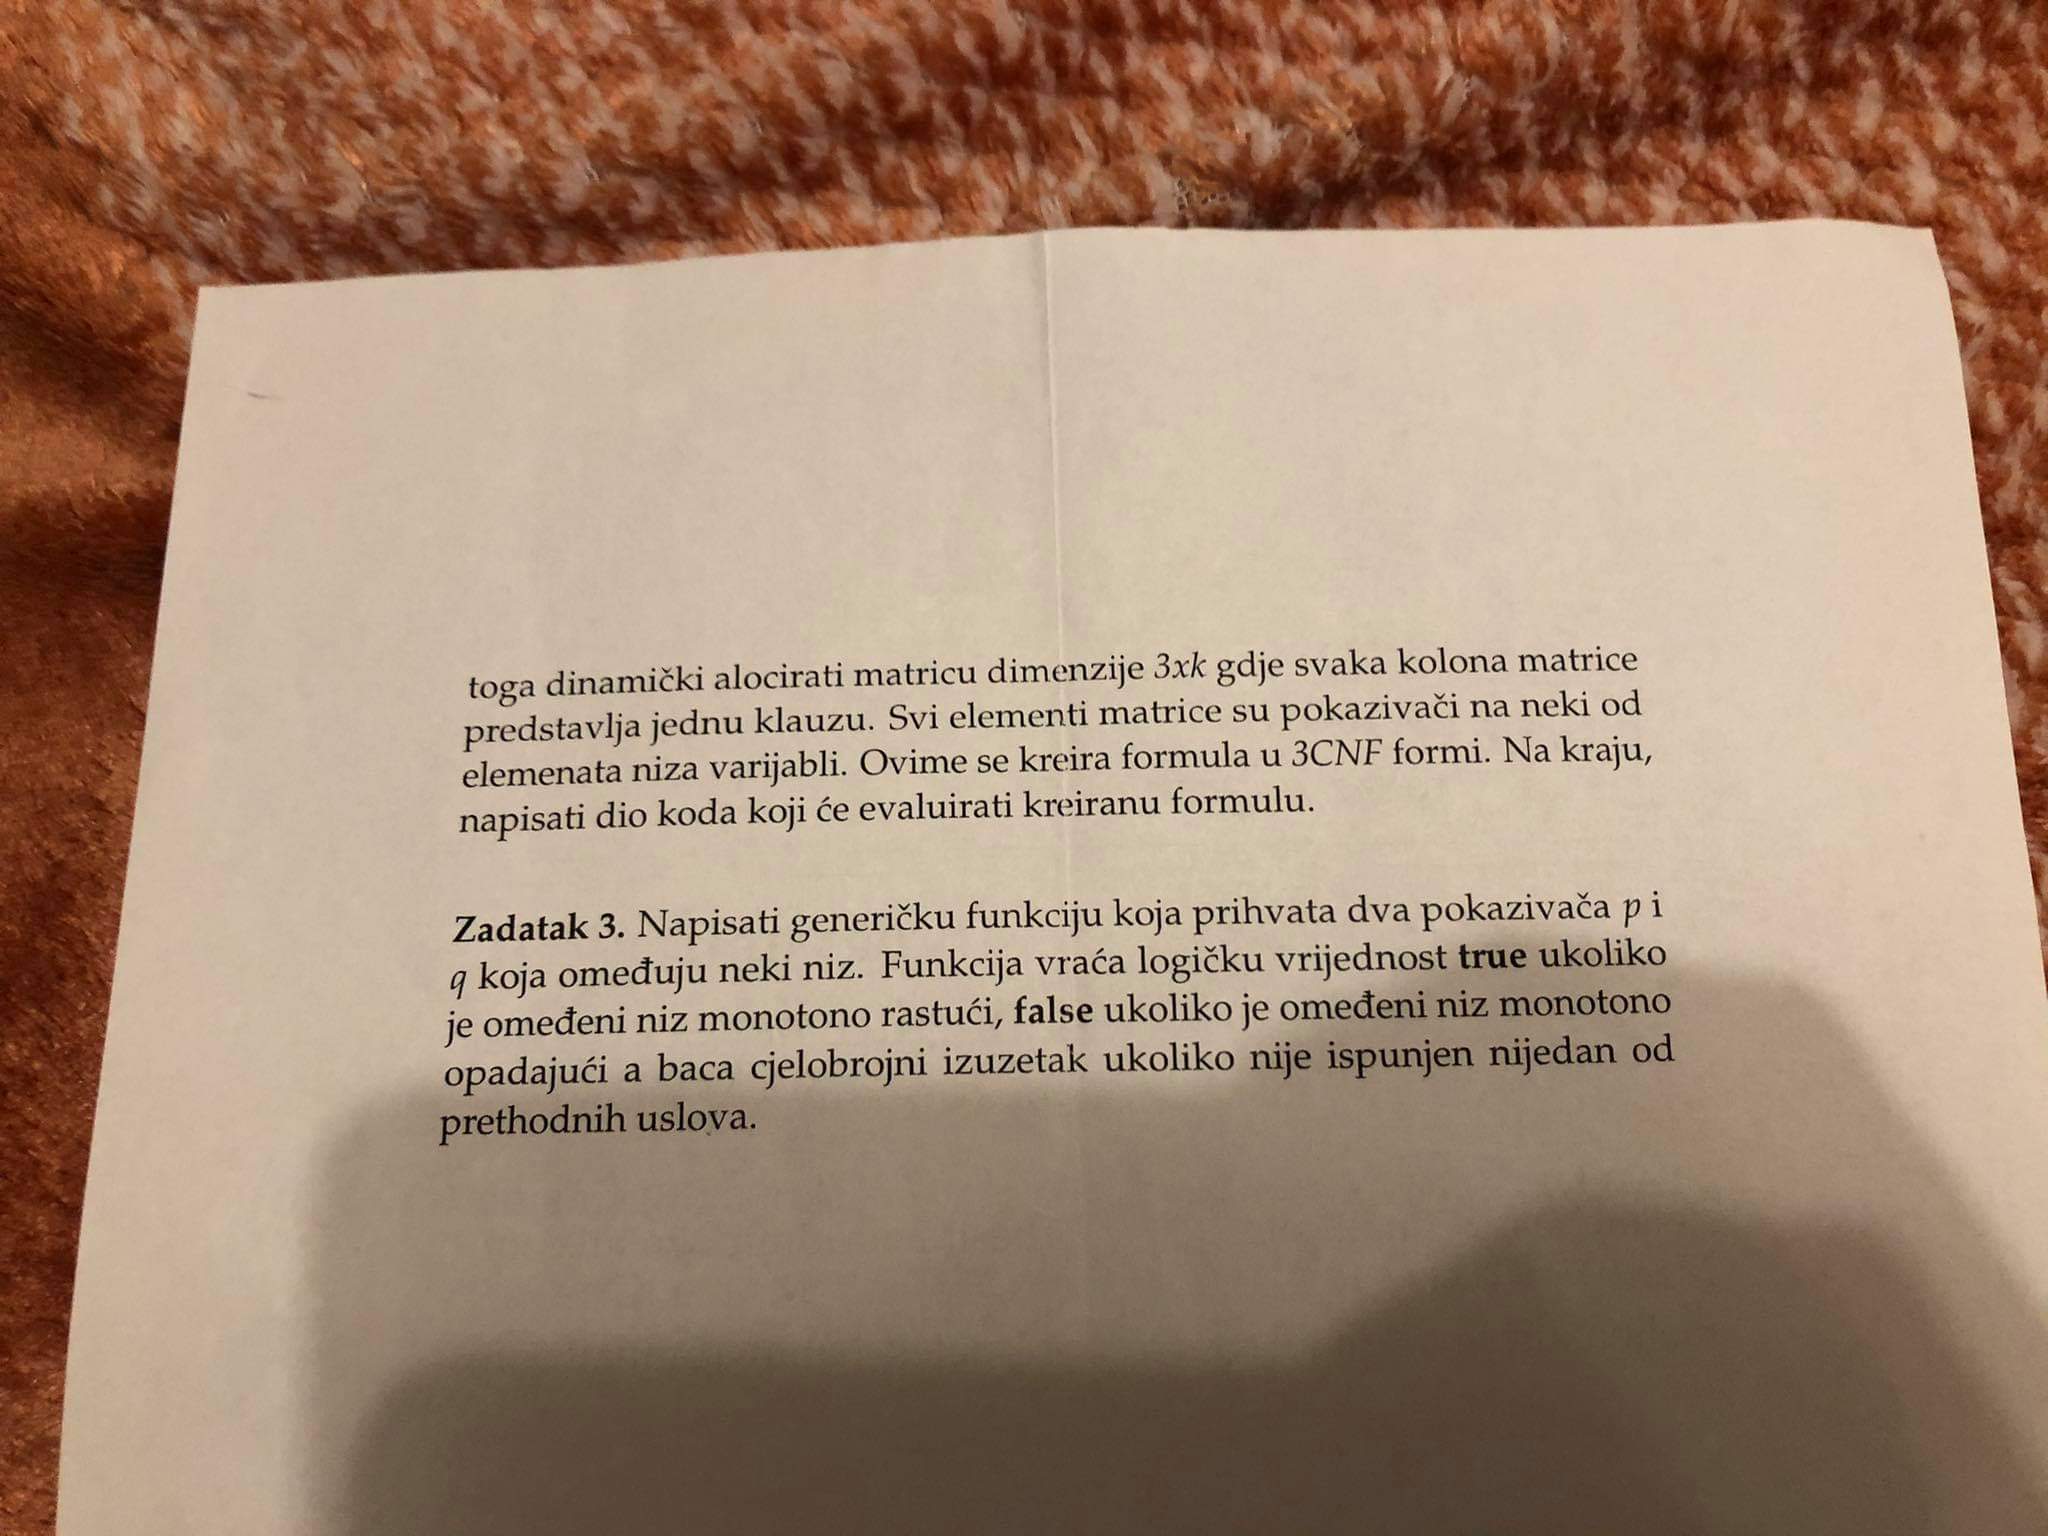 toga dinamički alocirati matricu dimenzije 3xk gdje svaka kolona matrice
predstavlja jednu klauzu. Svi elementi matrice su pokazivači na neki od
elemenata niza varijabli. Ovime se kreira formula u 3CNF formi. Na kraju,
napisati dio koda koji će evaluirati kreiranu formulu.
Zadatak 3. Napisati generičku funkciju koja prihvata dva pokazivača p i
q koja omeđuju neki niz. Funkcija vraća logičku vrijednost true ukoliko
je omeđeni niz monotono rastući, false ukoliko je omeđeni niz monotono
opadajući a baca cjelobrojni izuzetak ukoliko nije ispunjen nijedan od
prethodnih uslova.